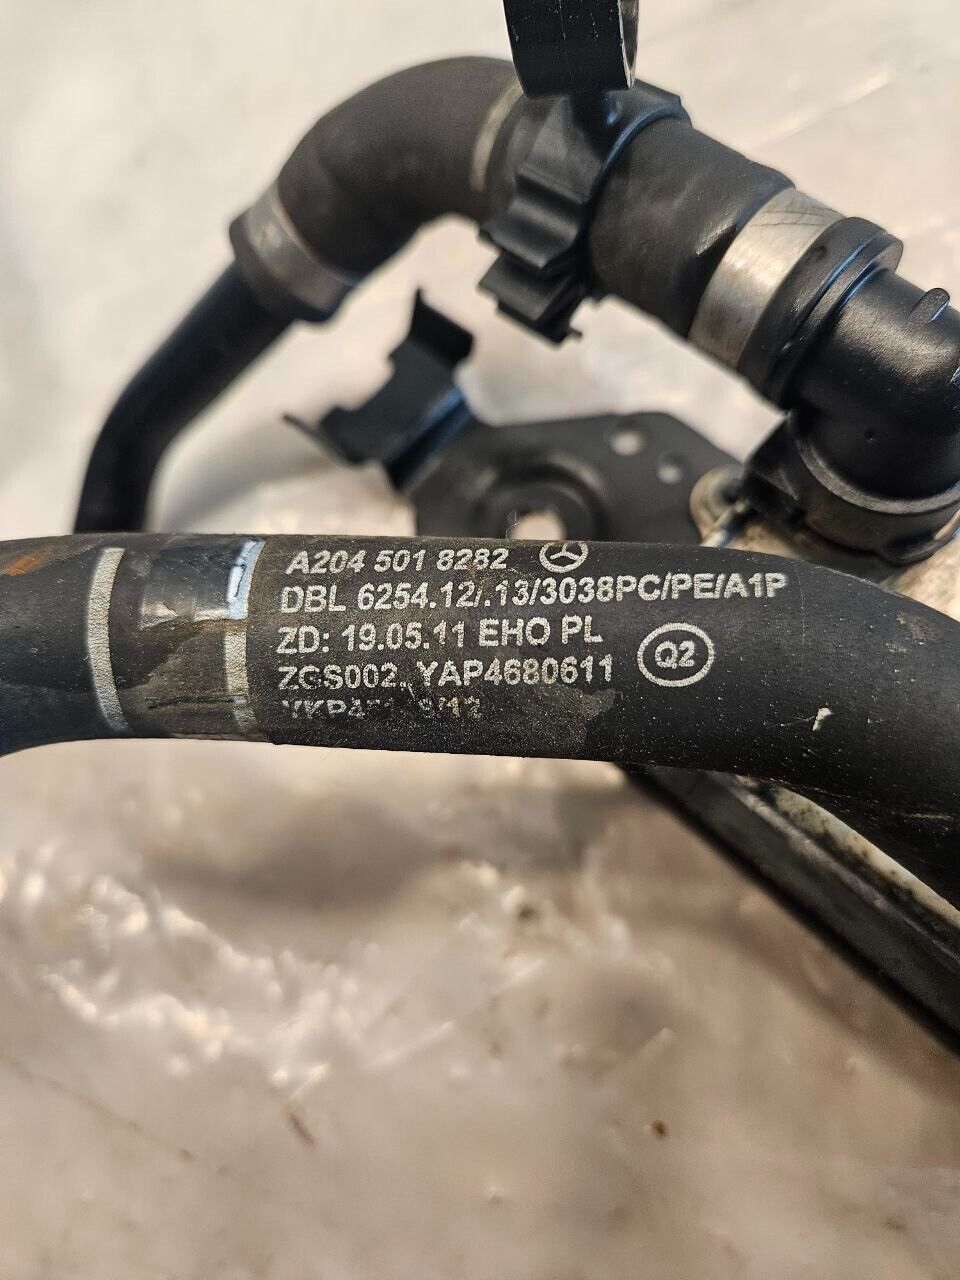 A204 501 8282
DBL 6254.12/.13/3038PC/PE/A1P
ZD: 19.05.11 EHO PL
ZGS002. YAP4680611
Q2